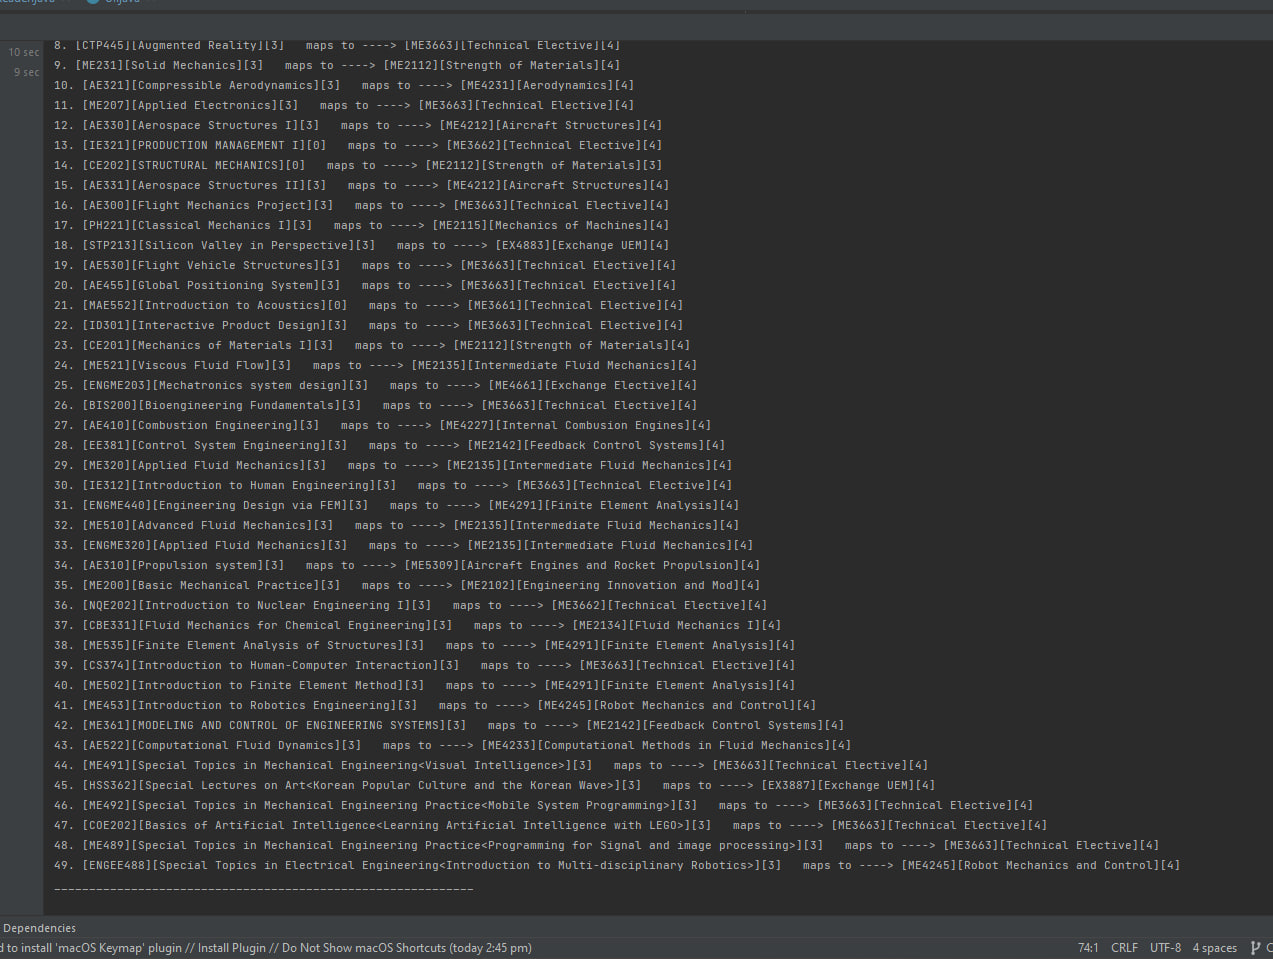 8. [CTP445][Augmented Reality][3]   maps to ----> [ME3663][Technical Elective][4]
10 sec
9. [ME231][Solid Mechanics][3]   maps to ----> [ME2112][Strength of Materials][4]
9 sec
10. [AE321][Compressible Aerodynamics][3]   maps to ----> [ME4231][Aerodynamics][4]
11. [ME207][Applied Electronics][3]   maps to ----> [ME3663][Technical Elective][4]
12. [AE330][Aerospace Structures I][3]   maps to ----> [ME4212][Aircraft Structures][4]
13. [IE321][PRODUCTION MANAGEMENT I][0]   maps to ----> [ME3662][Technical Elective][4]
14. [CE202][STRUCTURAL MECHANICS][0]   maps to ----> [ME2112][Strength of Materials][3]
15. [AE331][Aerospace Structures II][3]   maps to ----> [ME4212][Aircraft Structures][4]
16. [AE300][Flight Mechanics Project][3]   maps to ----> [ME3663][Technical Elective][4]
17. [PH221][Classical Mechanics I][3]   maps to ----> [ME2115][Mechanics of Machines][4]
18. [STP213][Silicon Valley in Perspective][3]   maps to ----> [EX4883][Exchange UEM][4]
19. [AE530][Flight Vehicle Structures][3]   maps to ----> [ME3663][Technical Elective][4]
20. [AE455][Global Positioning System][3]   maps to ----> [ME3663][Technical Elective][4]
21. [MAE552][Introduction to Acoustics][0]   maps to ----> [ME3661][Technical Elective][4]
22. [ID301][Interactive Product Design][3]   maps to ----> [ME3663][Technical Elective][4]
23. [CE201][Mechanics of Materials I][3]   maps to ----> [ME2112][Strength of Materials][4]
24. [ME521][Viscous Fluid Flow][3]   maps to ----> [ME2135][Intermediate Fluid Mechanics][4]
25. [ENGME203][Mechatronics system design][3]   maps to ----> [ME4661][Exchange Elective][4]
26. [BIS200][Bioengineering Fundamentals][3]   maps to ----> [ME3663][Technical Elective][4]
27. [AE410][Combustion Engineering][3]   maps to ----> [ME4227][Internal Combusion Engines][4]
28. [EE381][Control System Engineering][3]   maps to ----> [ME2142][Feedback Control Systems][4]
29. [ME320][Applied Fluid Mechanics][3]   maps to ----> [ME2135][Intermediate Fluid Mechanics][4]
30. [IE312][Introduction to Human Engineering][3]   maps to ----> [ME3663][Technical Elective][4]
31. [ENGME440][Engineering Design via FEM][3]   maps to ----> [ME4291][Finite Element Analysis][4]
32. [ME510][Advanced Fluid Mechanics][3]   maps to ----> [ME2135][Intermediate Fluid Mechanics][4]
33. [ENGME320][Applied Fluid Mechanics][3]   maps to ----> [ME2135][Intermediate Fluid Mechanics][4]
34. [AE310][Propulsion system][3]   maps to ----> [ME5309][Aircraft Engines and Rocket Propulsion][4]
35. [ME200][Basic Mechanical Practice][3]   maps to ----> [ME2102][Engineering Innovation and Mod][4]
36. [NQE202][Introduction to Nuclear Engineering I][3]   maps to ----> [ME3662][Technical Elective][4]
37. [CBE331][Fluid Mechanics for Chemical Engineering][3]   maps to ----> [ME2134][Fluid Mechanics I][4]
38. [ME535][Finite Element Analysis of Structures][3]   maps to ----> [ME4291][Finite Element Analysis][4]
39. [CS374][Introduction to Human-Computer Interaction][3]   maps to ----> [ME3663][Technical Elective][4]
40. [ME502][Introduction to Finite Element Method][3]   maps to ----> [ME4291][Finite Element Analysis][4]
41. [ME453][Introduction to Robotics Engineering][3]   maps to ----> [ME4245][Robot Mechanics and Control][4]
42. [ME361][MODELING AND CONTROL OF ENGINEERING SYSTEMS][3]   maps to ----> [ME2142][Feedback Control Systems][4]
43. [AE522][Computational Fluid Dynamics][3]   maps to ----> [ME4233][Computational Methods in Fluid Mechanics][4]
44. [ME491][Special Topics in Mechanical Engineering<Visual Intelligence>][3]   maps to ----> [ME3663][Technical Elective][4]
45. [HSS362][Special Lectures on Art<Korean Popular Culture and the Korean Wave>][3]   maps to ----> [EX3887][Exchange UEM][4]
46. [ME492][Special Topics in Mechanical Engineering Practice<Mobile System Programming>][3]   maps to ----> [ME3663][Technical Elective][4]
47. [COE202][Basics of Artificial Intelligence<Learning Artificial Intelligence with LEGO>][3]   maps to ----> [ME3663][Technical Elective][4]
48. [ME489][Special Topics in Mechanical Engineering Practice<Programming for Signal and image processing>][3]   maps to ----> [ME3663][Technical Elective][4]
49. [ENGEE488][Special Topics in Electrical Engineering<Introduction to Multi-disciplinary Robotics>][3]   maps to ----> [ME4245][Robot Mechanics and Control][4]
------------------------------------------------------------
Dependencies
to install 'macOS Keymap' plugin // Install Plugin // Do Not Show macOS Shortcuts (today 2:45 pm)
74:1 CRLF UTF-8 4 spaces